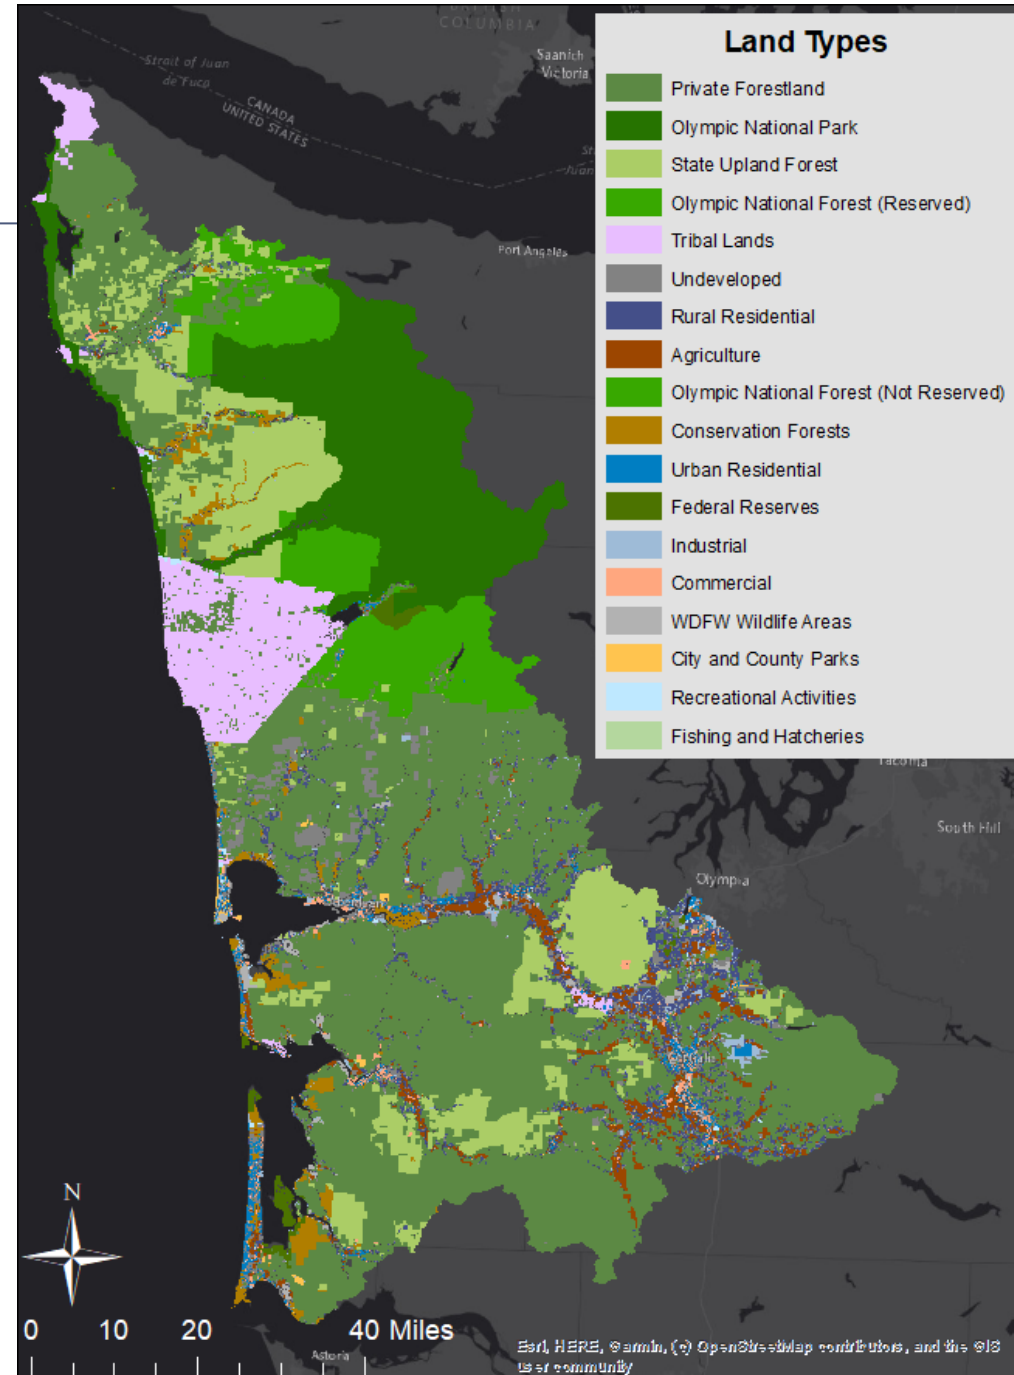 BRITISH
COLUMBIA
Saanich
Victoria
Strait of Juan
de Fuca
CANADA
UNITED STATES
Port Angeles
Land Types
Private Forestland
Olympic National Park
State Upland Forest
Olympic National Forest (Reserved)
Tribal Lands
Undeveloped
Rural Residential
Agriculture
Olympic National Forest (Not Reserved)
Conservation Forests
Urban Residential
Federal Reserves
Industrial
Commercial
WDFW Wildlife Areas
City and County Parks
Recreational Activities
Fishing and Hatcheries
Tacoma
South Hill
Olympia
Aberdeen
N
0 10 20 40 Miles
Astoria
Esri, HERE, Garmin, (c) OpenStreetMap contributors, and the GIS
user community